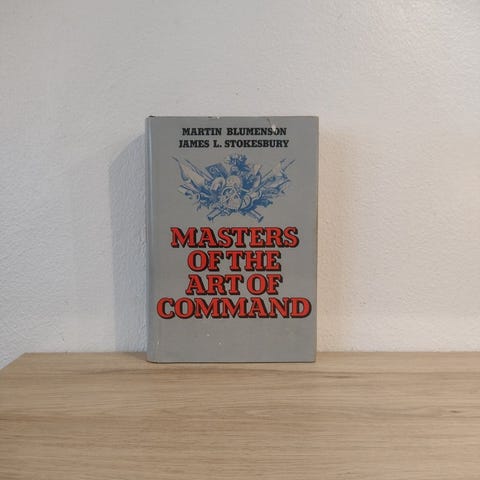 MARTIN BLUMENSON
JAMES L. STOKESBURY
MASTERS
OF THE
ART OF
COMMAND